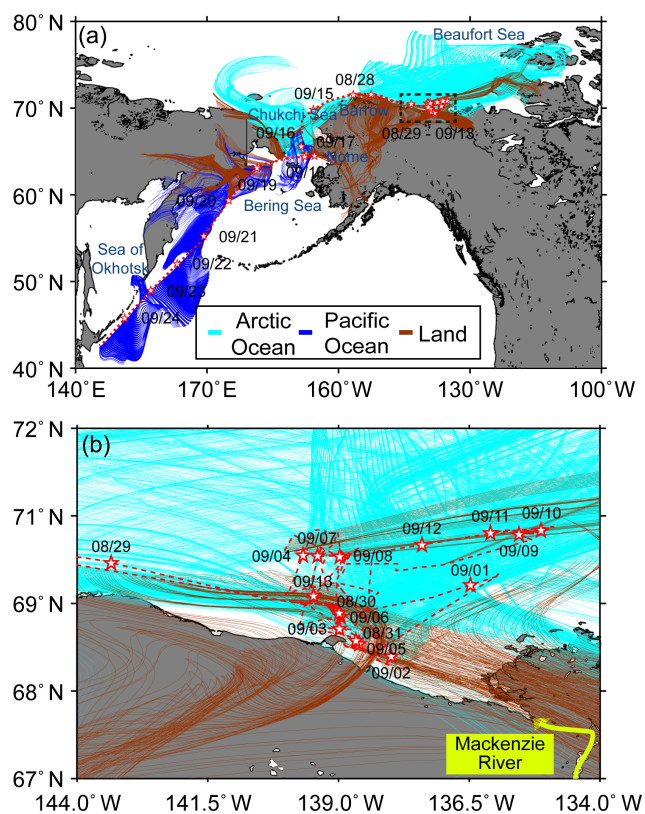 80° N
(a)
Beaufort Sea
09/15
08/28
70° N
Chukchi Sea
Barrow
09/16
09/17
08/29
09/13
Nome
09/18
09/19
60° N
09/20
Bering Sea
09/21
Sea of
Okhotsk
09/22
50° N
09/23
09/24
Arctic
Ocean
Pacific
Ocean
Land
40° N
140° E
170° E
160° W
130° W
100° W
72° N
(b)
71° N
09/11
09/10
09/07
09/12
08/29
09/04
09/08
09/09
09/01
09/13
69° N
08/30
09/06
09/03
08/31
09/05
09/02
68° N
Mackenzie
River
67° N
144.0° W
141.5° W
139.0° W
136.5° W
134.0° W